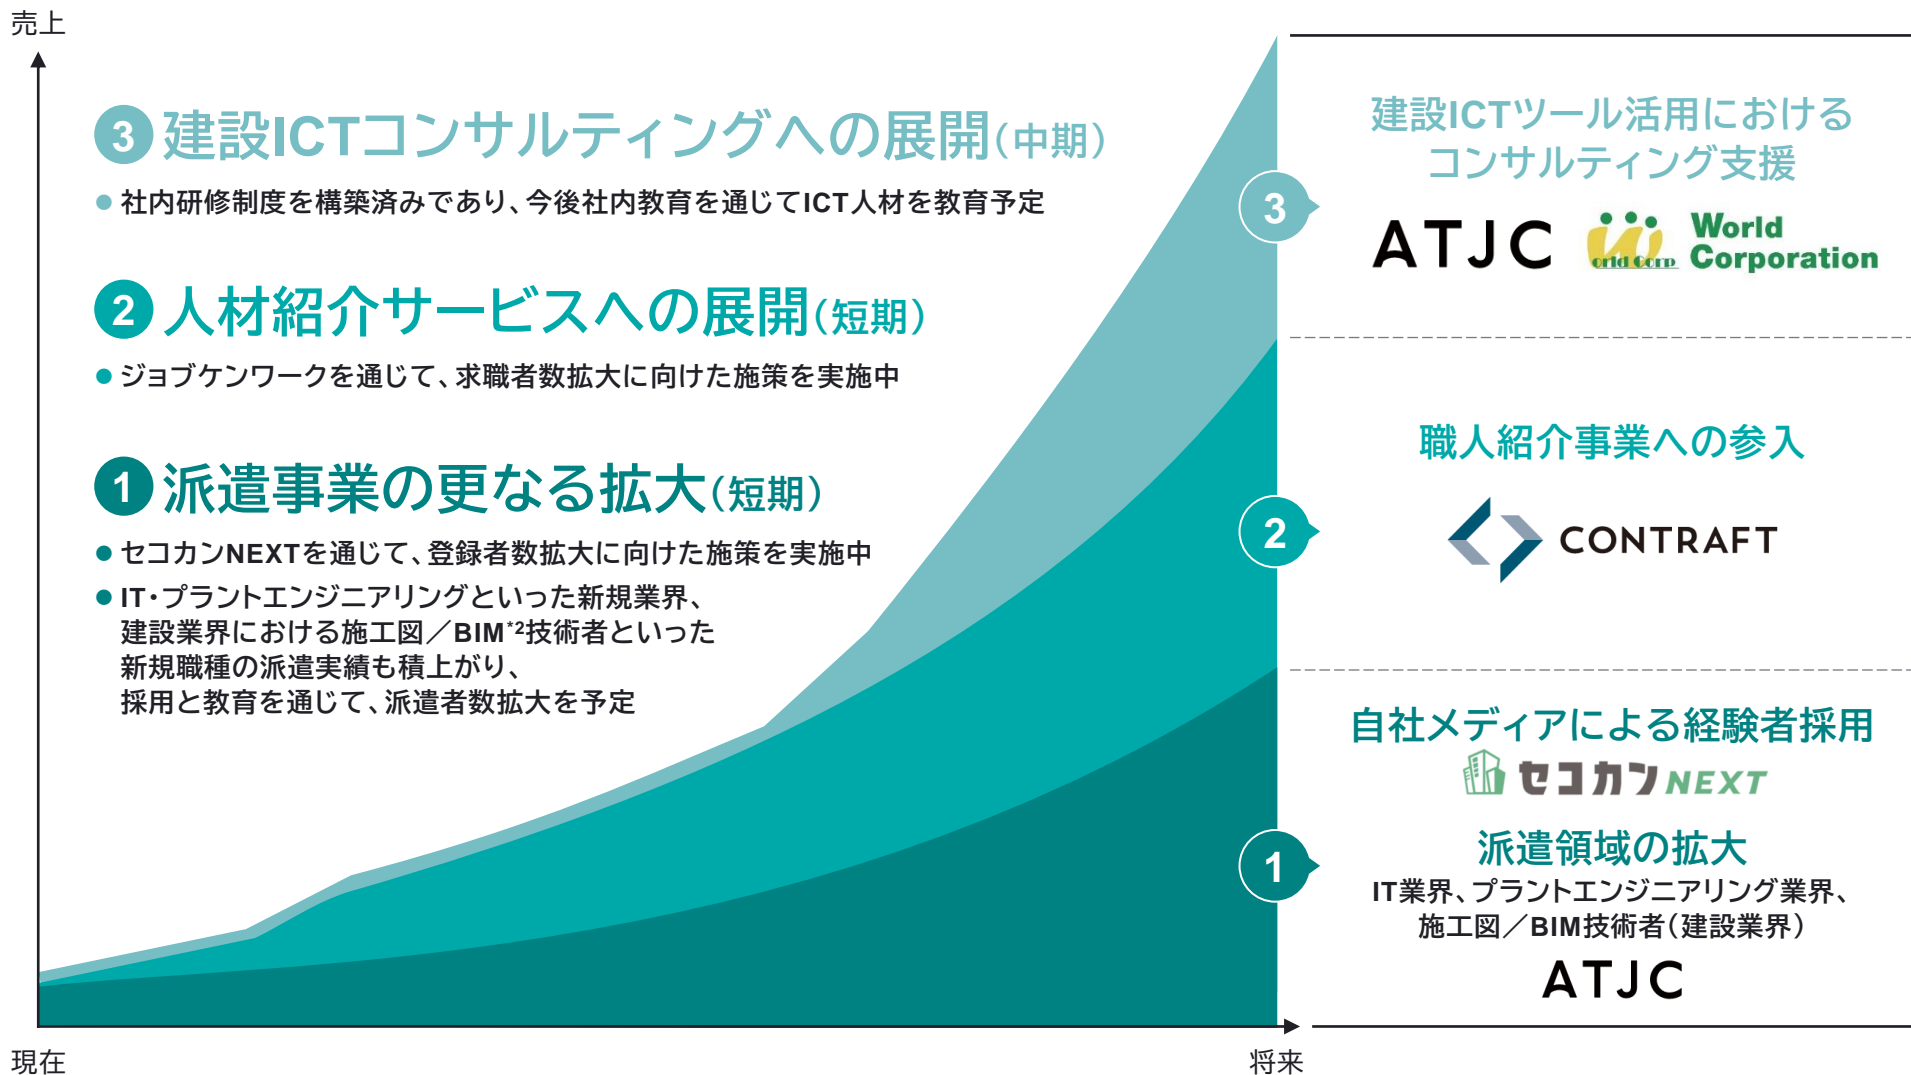 売上
3 建設ICTコンサルティングへの展開(中期)
● 社内研修制度を構築済みであり、今後社内教育を通じてICT人材を教育予定
2 人材紹介サービスへの展開(短期)
● ジョブケンワークを通じて、求職者数拡大に向けた施策を実施中
1 派遣事業の更なる拡大(短期)
● セコカンNEXTを通じて、登録者数拡大に向けた施策を実施中
● IT・プラントエンジニアリングといった新規業界、
建設業界における施工図／BIM*2技術者といった
新規職種の派遣実績も積上がり、
採用と教育を通じて、派遣者数拡大を予定
現在
将来
3
建設ICTツール活用における
コンサルティング支援
ATJC
orld Corp
World
Corporation
2
職人紹介事業への参入
CONTRAFT
1
自社メディアによる経験者採用
セコカンNEXT
派遣領域の拡大
IT業界、プラントエンジニアリング業界、
施工図／BIM技術者(建設業界)
ATJC